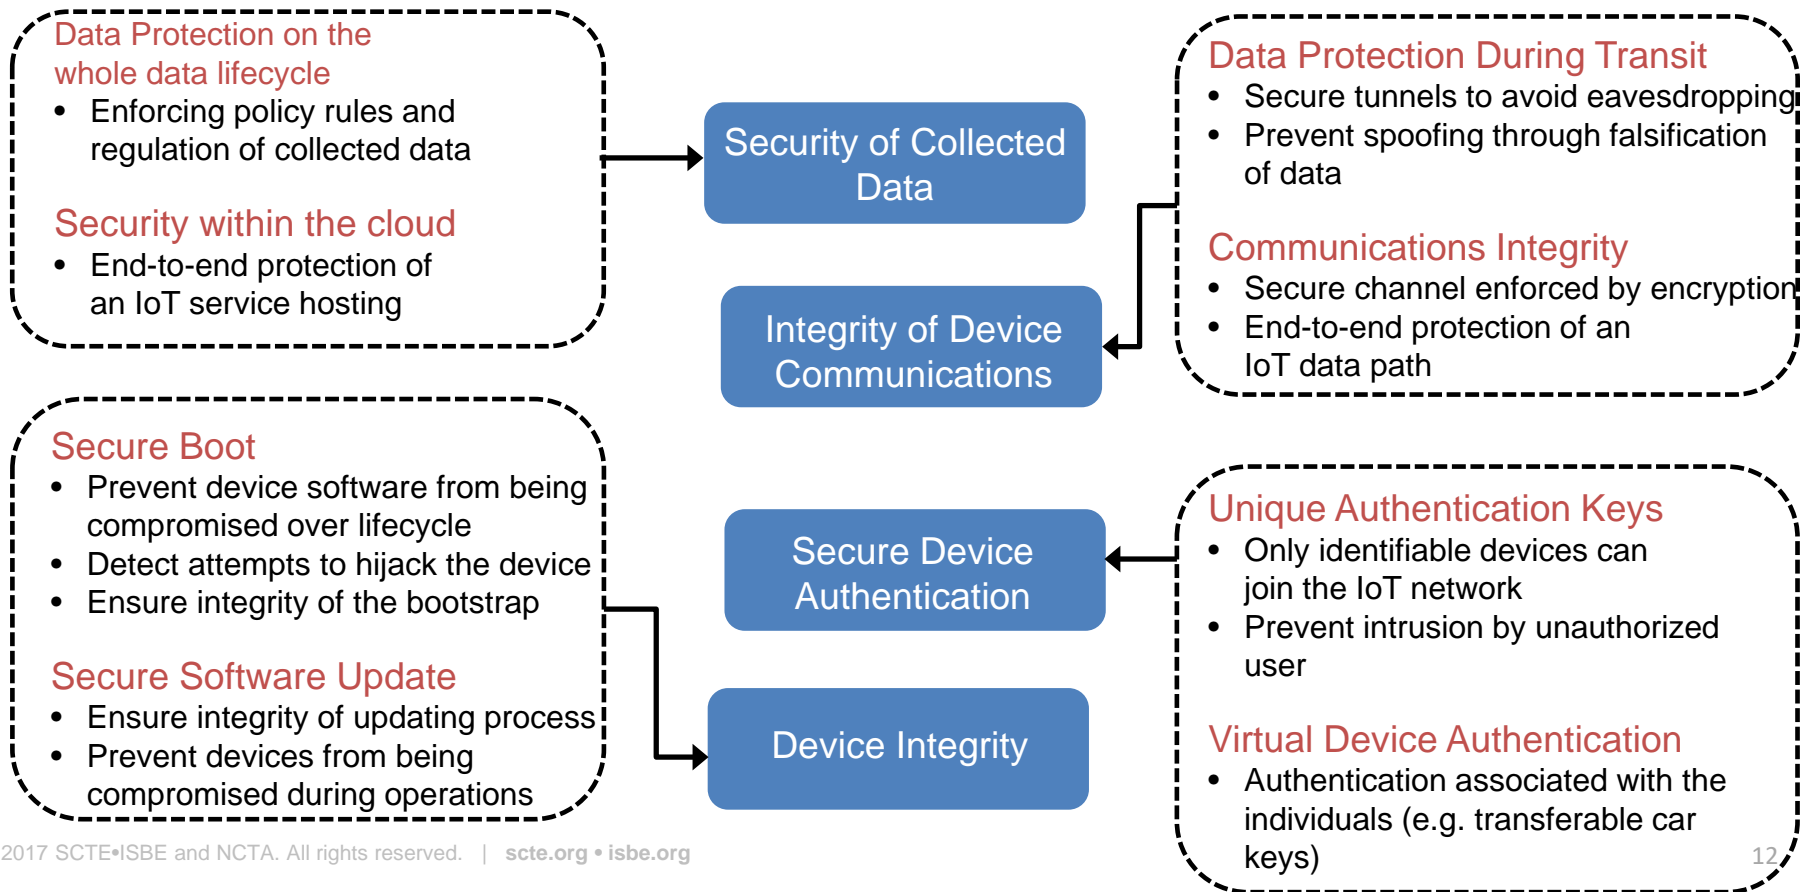 Data Protection on the
whole data lifecycle
• Enforcing policy rules and
regulation of collected data
Security within the cloud
• End-to-end protection of
an IoT service hosting
Security of Collected
Data
Data Protection During Transit
• Secure tunnels to avoid eavesdropping
• Prevent spoofing through falsification
of data
Communications Integrity
• Secure channel enforced by encryption
• End-to-end protection of an
IoT data path
Integrity of Device
Communications
Secure Boot
• Prevent device software from being
compromised over lifecycle
• Detect attempts to hijack the device
• Ensure integrity of the bootstrap
Secure Software Update
• Ensure integrity of updating process
• Prevent devices from being
compromised during operations
Secure Device
Authentication
Device Integrity
Unique Authentication Keys
• Only identifiable devices can
join the IoT network
• Prevent intrusion by unauthorized
user
Virtual Device Authentication
• Authentication associated with the
individuals (e.g. transferable car
keys)
2017 SCTE•ISBE and NCTA. All rights reserved. | scte.org • isbe.org
12